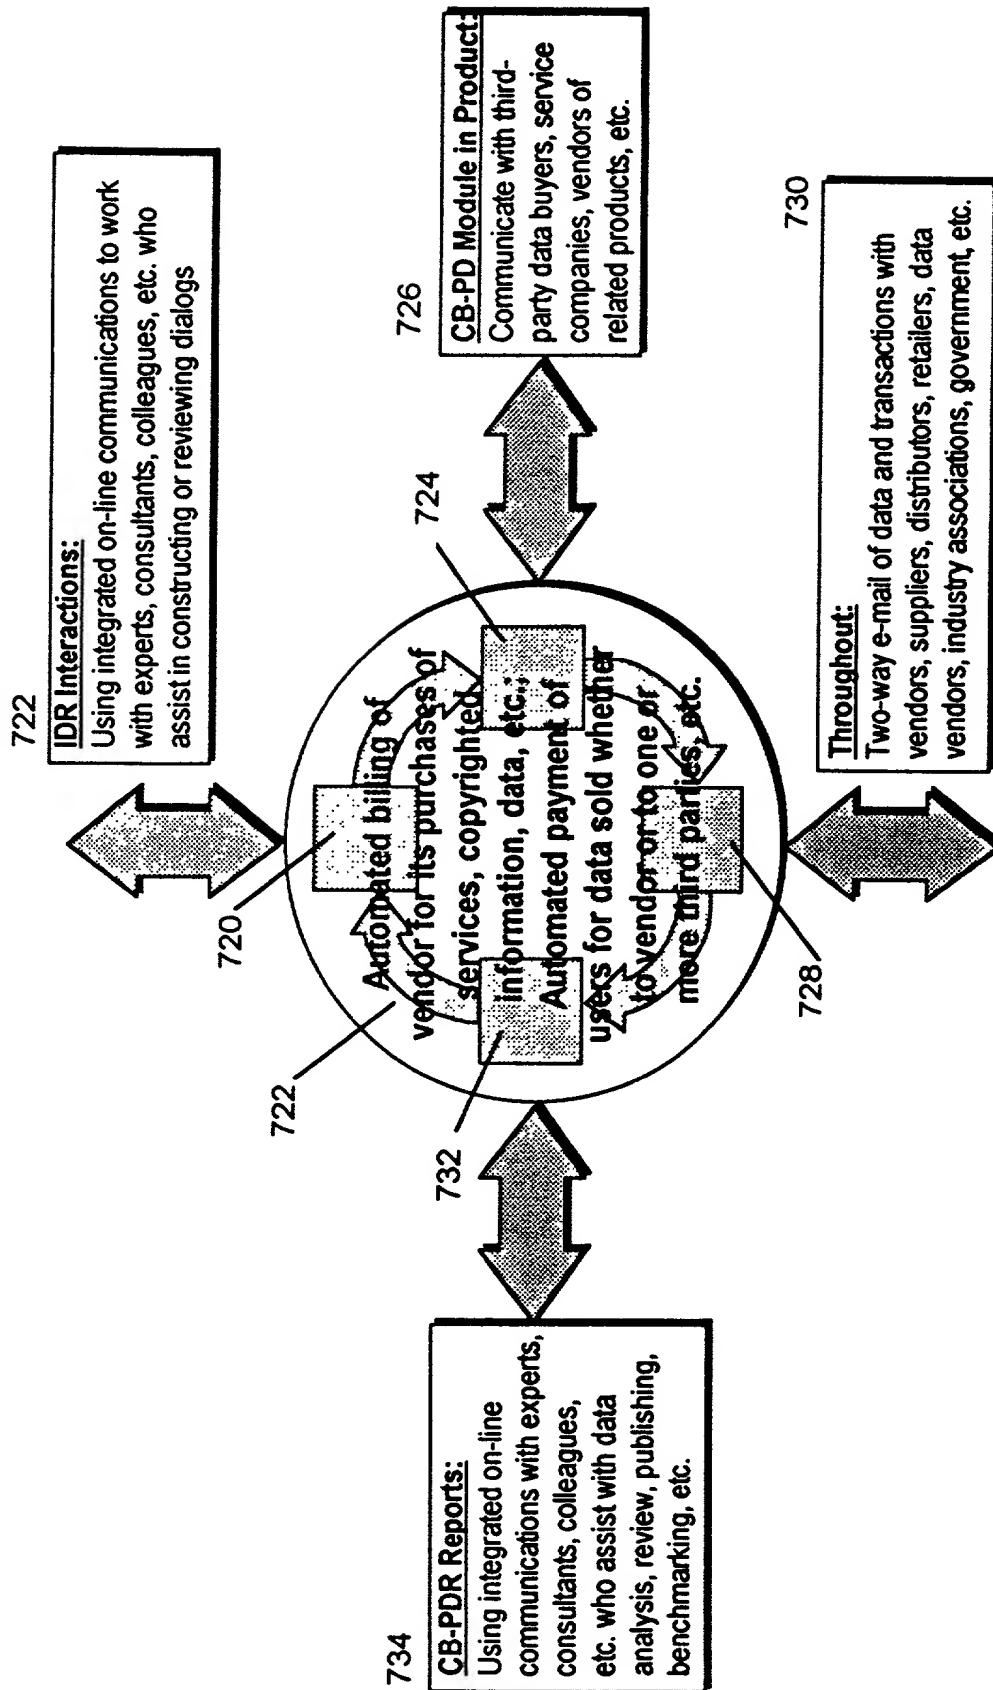 722
IDR Interactions:
Using integrated on-line communications to work
with experts, consultants, colleagues, etc. who
assist in constructing or reviewing dialogs
726
CB-PD Module in Product:
Communicate with third-
party data buyers, service
companies, vendors of
related products, etc.
720
724
722
732
728
Automated billing of
vendor for its purchases of
services, copyrighted
information, data, etc.;
Automated payment of
users for data sold whether
to vendor or to one or
more third parties, etc.
734
CB-PDR Reports:
Using integrated on-line
communications with experts,
consultants, colleagues,
etc. who assist with data
analysis, review, publishing,
benchmarking, etc.
730
Throughout:
Two-way e-mail of data and transactions with
vendors, suppliers, distributors, retailers, data
vendors, industry associations, government, etc.